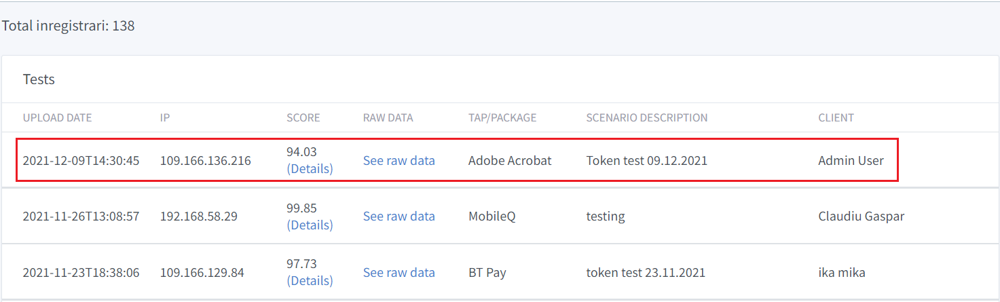 Total inregistrari: 138
Tests
UPLOAD DATE IP SCORE RAW DATA TAP/PACKAGE SCENARIO DESCRIPTION CLIENT
2021-12-09T14:30:45 109.166.136.216 94.03 (Details) See raw data Adobe Acrobat Token test 09.12.2021 Admin User
2021-11-26T13:08:57 192.168.58.29 99.85 (Details) See raw data MobileQ testing Claudiu Gaspar
2021-11-23T18:38:06 109.166.129.84 97.73 (Details) See raw data BT Pay token test 23.11.2021 ika mika